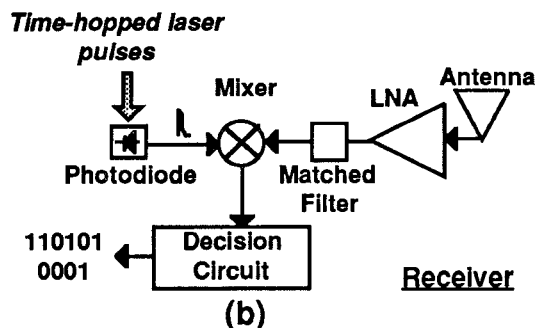 Time-hopped laser
pulses
Mixer
LNA
Antenna
Photodiode
Matched
Filter
110101
0001
Decision
Circuit
Receiver
(b)